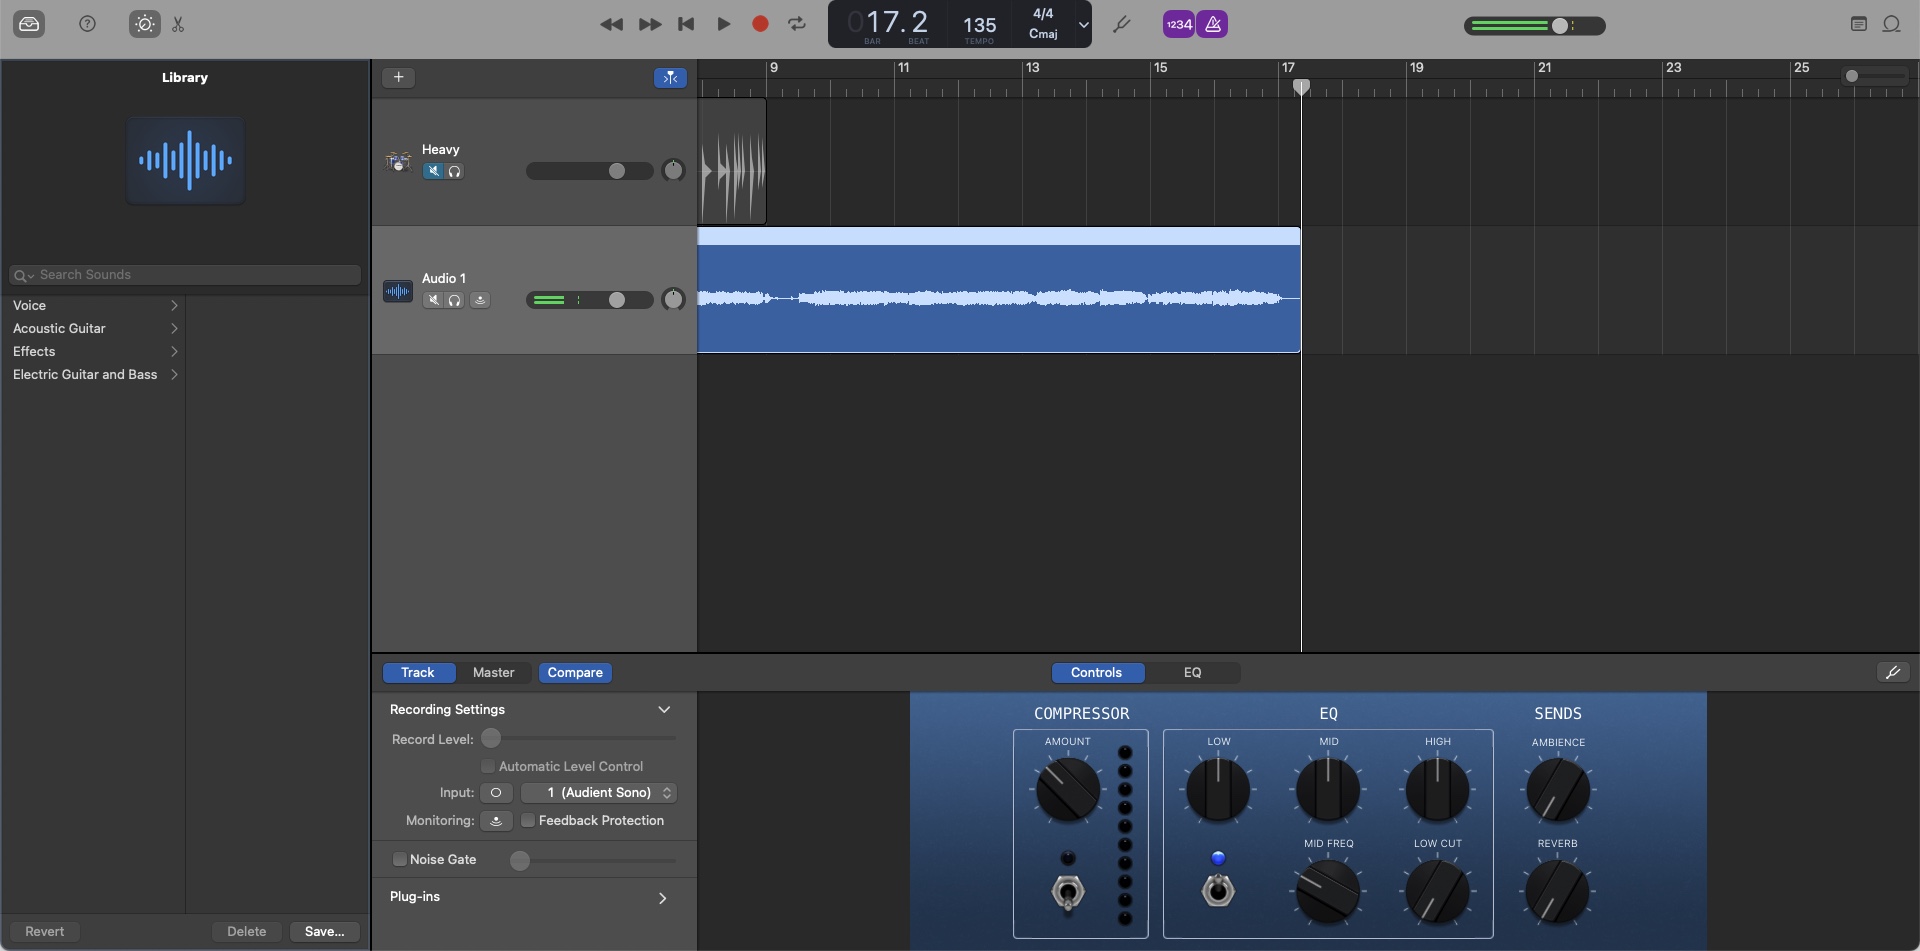 017.2
BAR BEAT
135
TEMPO
4/4
Cmaj
1234
Library
Search Sounds
Voice
Acoustic Guitar
Effects
Electric Guitar and Bass
Revert
Delete
Save...
9 11 13 15 17 19 21 23 25
Heavy
Audio 1
Track
Master
Compare
Controls
EQ
Recording Settings
Record Level:
Automatic Level Control
Input:
1 (Audient Sono)
Monitoring:
Feedback Protection
Noise Gate
Plug-ins
COMPRESSOR
AMOUNT
EQ
LOW
MID
HIGH
MID FREQ
LOW CUT
SENDS
AMBIENCE
REVERB